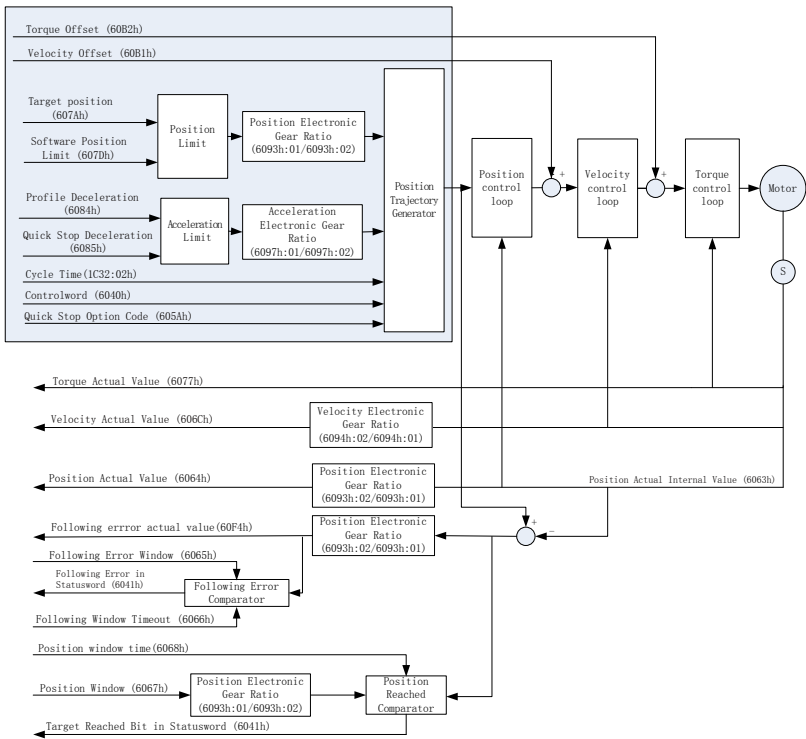 Torque Offset (60B2h)
Velocity Offset (60B1h)
Target position
(607Ah)
Software Position
Limit (607Dh)
Position
Limit
Position Electronic
Gear Ratio
(6093h:01/6093h:02)
Profile Deceleration
(6084h)
Quick Stop Deceleration
(6085h)
Acceleration
Limit
Acceleration
Electronic Gear
Ratio
(6097h:01/6097h:02)
Cycle Time(1C32:02h)
Controlword (6040h)
Quick Stop Option Code (605Ah)
Position
Trajectory
Generator
Position
control
loop
- +
Velocity
control
loop
+
Torque
control
loop
Motor
S
Torque Actual Value (6077h)
Velocity Actual Value (606Ch)
Velocity Electronic
Gear Ratio
(6094h:02/6094h:01)
Position Actual Value (6064h)
Position Electronic
Gear Ratio
(6093h:02/6093h:01)
Position Actual Internal Value (6063h)
Following errror actual value(60F4h)
Position Electronic
Gear Ratio
(6093h:02/6093h:01)
+
-
Following Error Window (6065h)
Following Error in
Statusword (6041h)
Following Error
Comparator
Following Window Timeout (6066h)
Position window time(6068h)
Position Window (6067h)
Position Electronic
Gear Ratio
(6093h:01/6093h:02)
Position
Reached
Comparator
Target Reached Bit in Statusword (6041h)